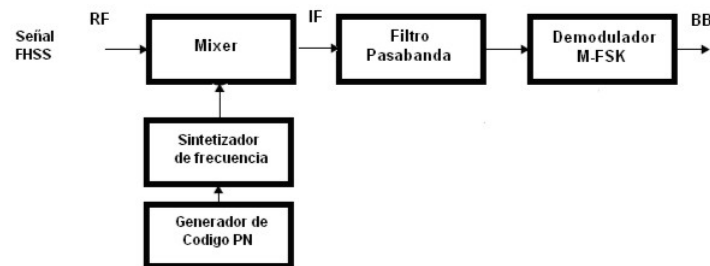 RF
IF
BB
Señal
FHSS
Mixer
Filtro
Pasabanda
Demodulador
M-FSK
Sintetizador
de frecuencia
Generador de
Codigo PN